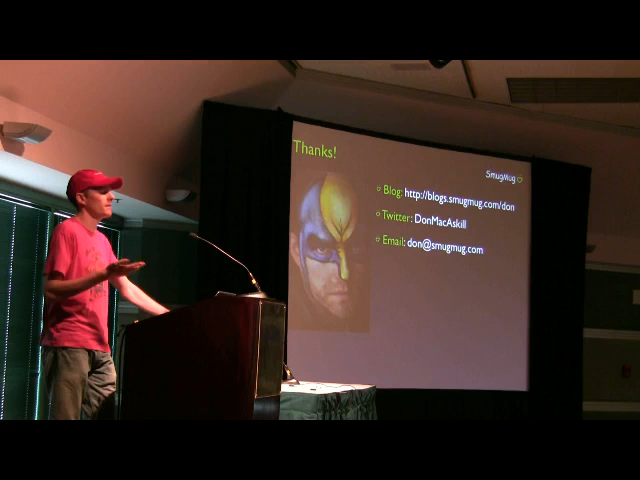 Thanks!
SmugMug
Blog: http://blogs.smugmug.com/don
Twitter: DonMacAskill
Email: don@smugmug.com